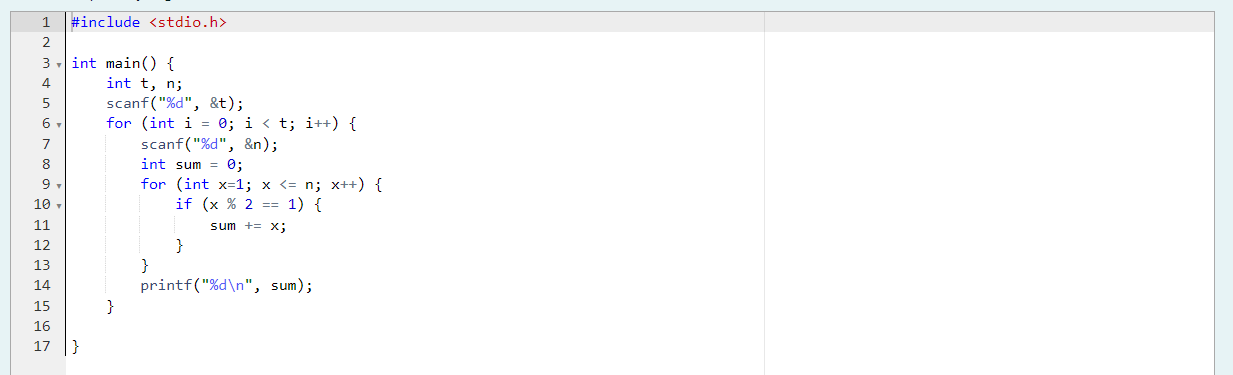 1 #include <stdio.h>
2
3 int main() {
4     int t, n;
5     scanf("%d", &t);
6     for (int i = 0; i < t; i++) {
7         scanf("%d", &n);
8         int sum = 0;
9         for (int x=1; x <= n; x++) {
10             if (x % 2 == 1) {
11                 sum += x;
12             }
13         }
14         printf("%d\n", sum);
15     }
16
17 }